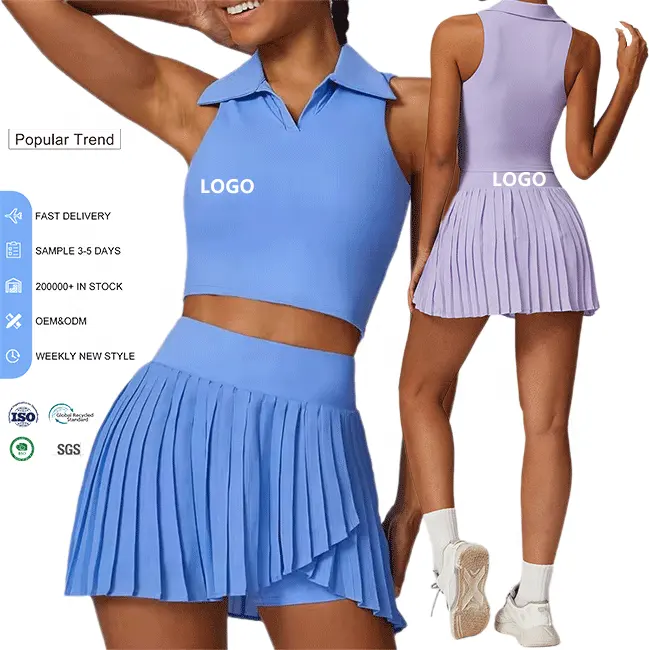 LOGO
LOGO
Popular Trend
FAST DELIVERY
SAMPLE 3-5 DAYS
200000+ IN STOCK
OEM&ODM
WEEKLY NEW STYLE
ISO
Global Recycled
Standard
SGS